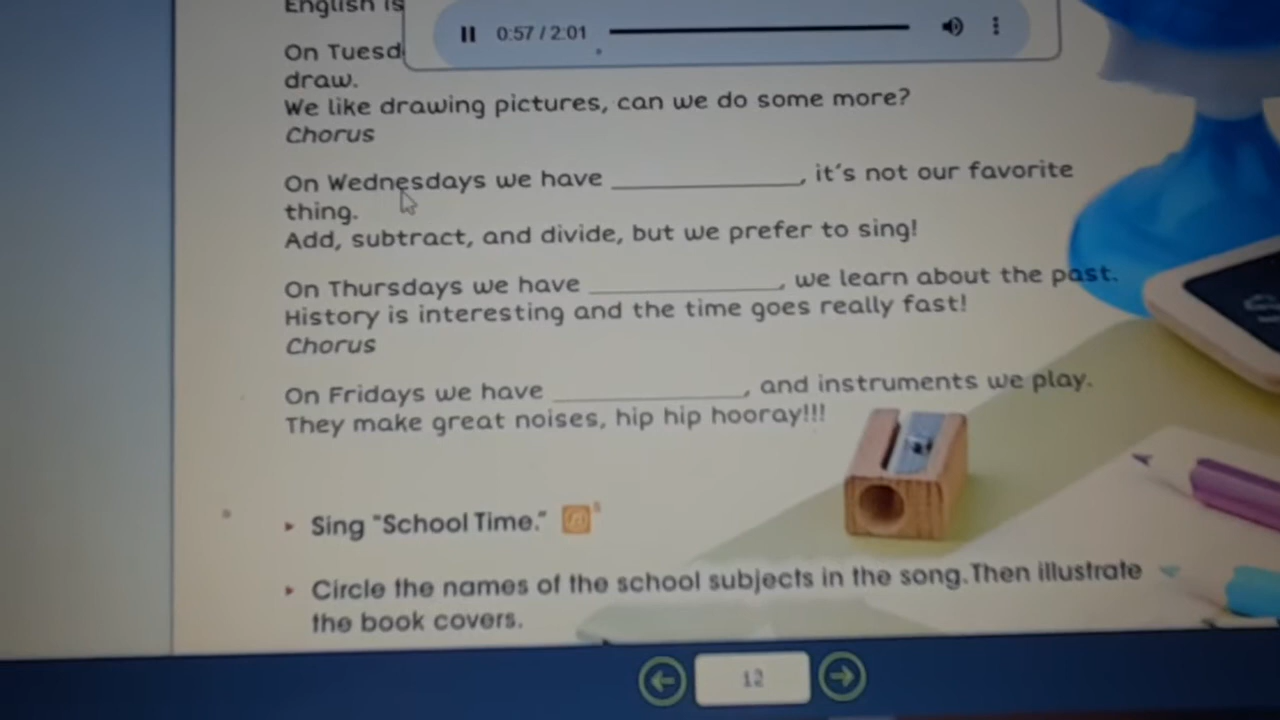 English is
0:57 / 2:01
On Tuesd
draw.
We like drawing pictures, can we do some more?
Chorus
On Wednesdays we have ____________, it's not our favorite
thing.
Add, subtract, and divide, but we prefer to sing!
On Thursdays we have ____________, we learn about the past.
History is interesting and the time goes really fast!
Chorus
On Fridays we have ____________, and instruments we play.
They make great noises, hip hip hooray!!!
Sing "School Time."
Circle the names of the school subjects in the song. Then illustrate
the book covers.
12